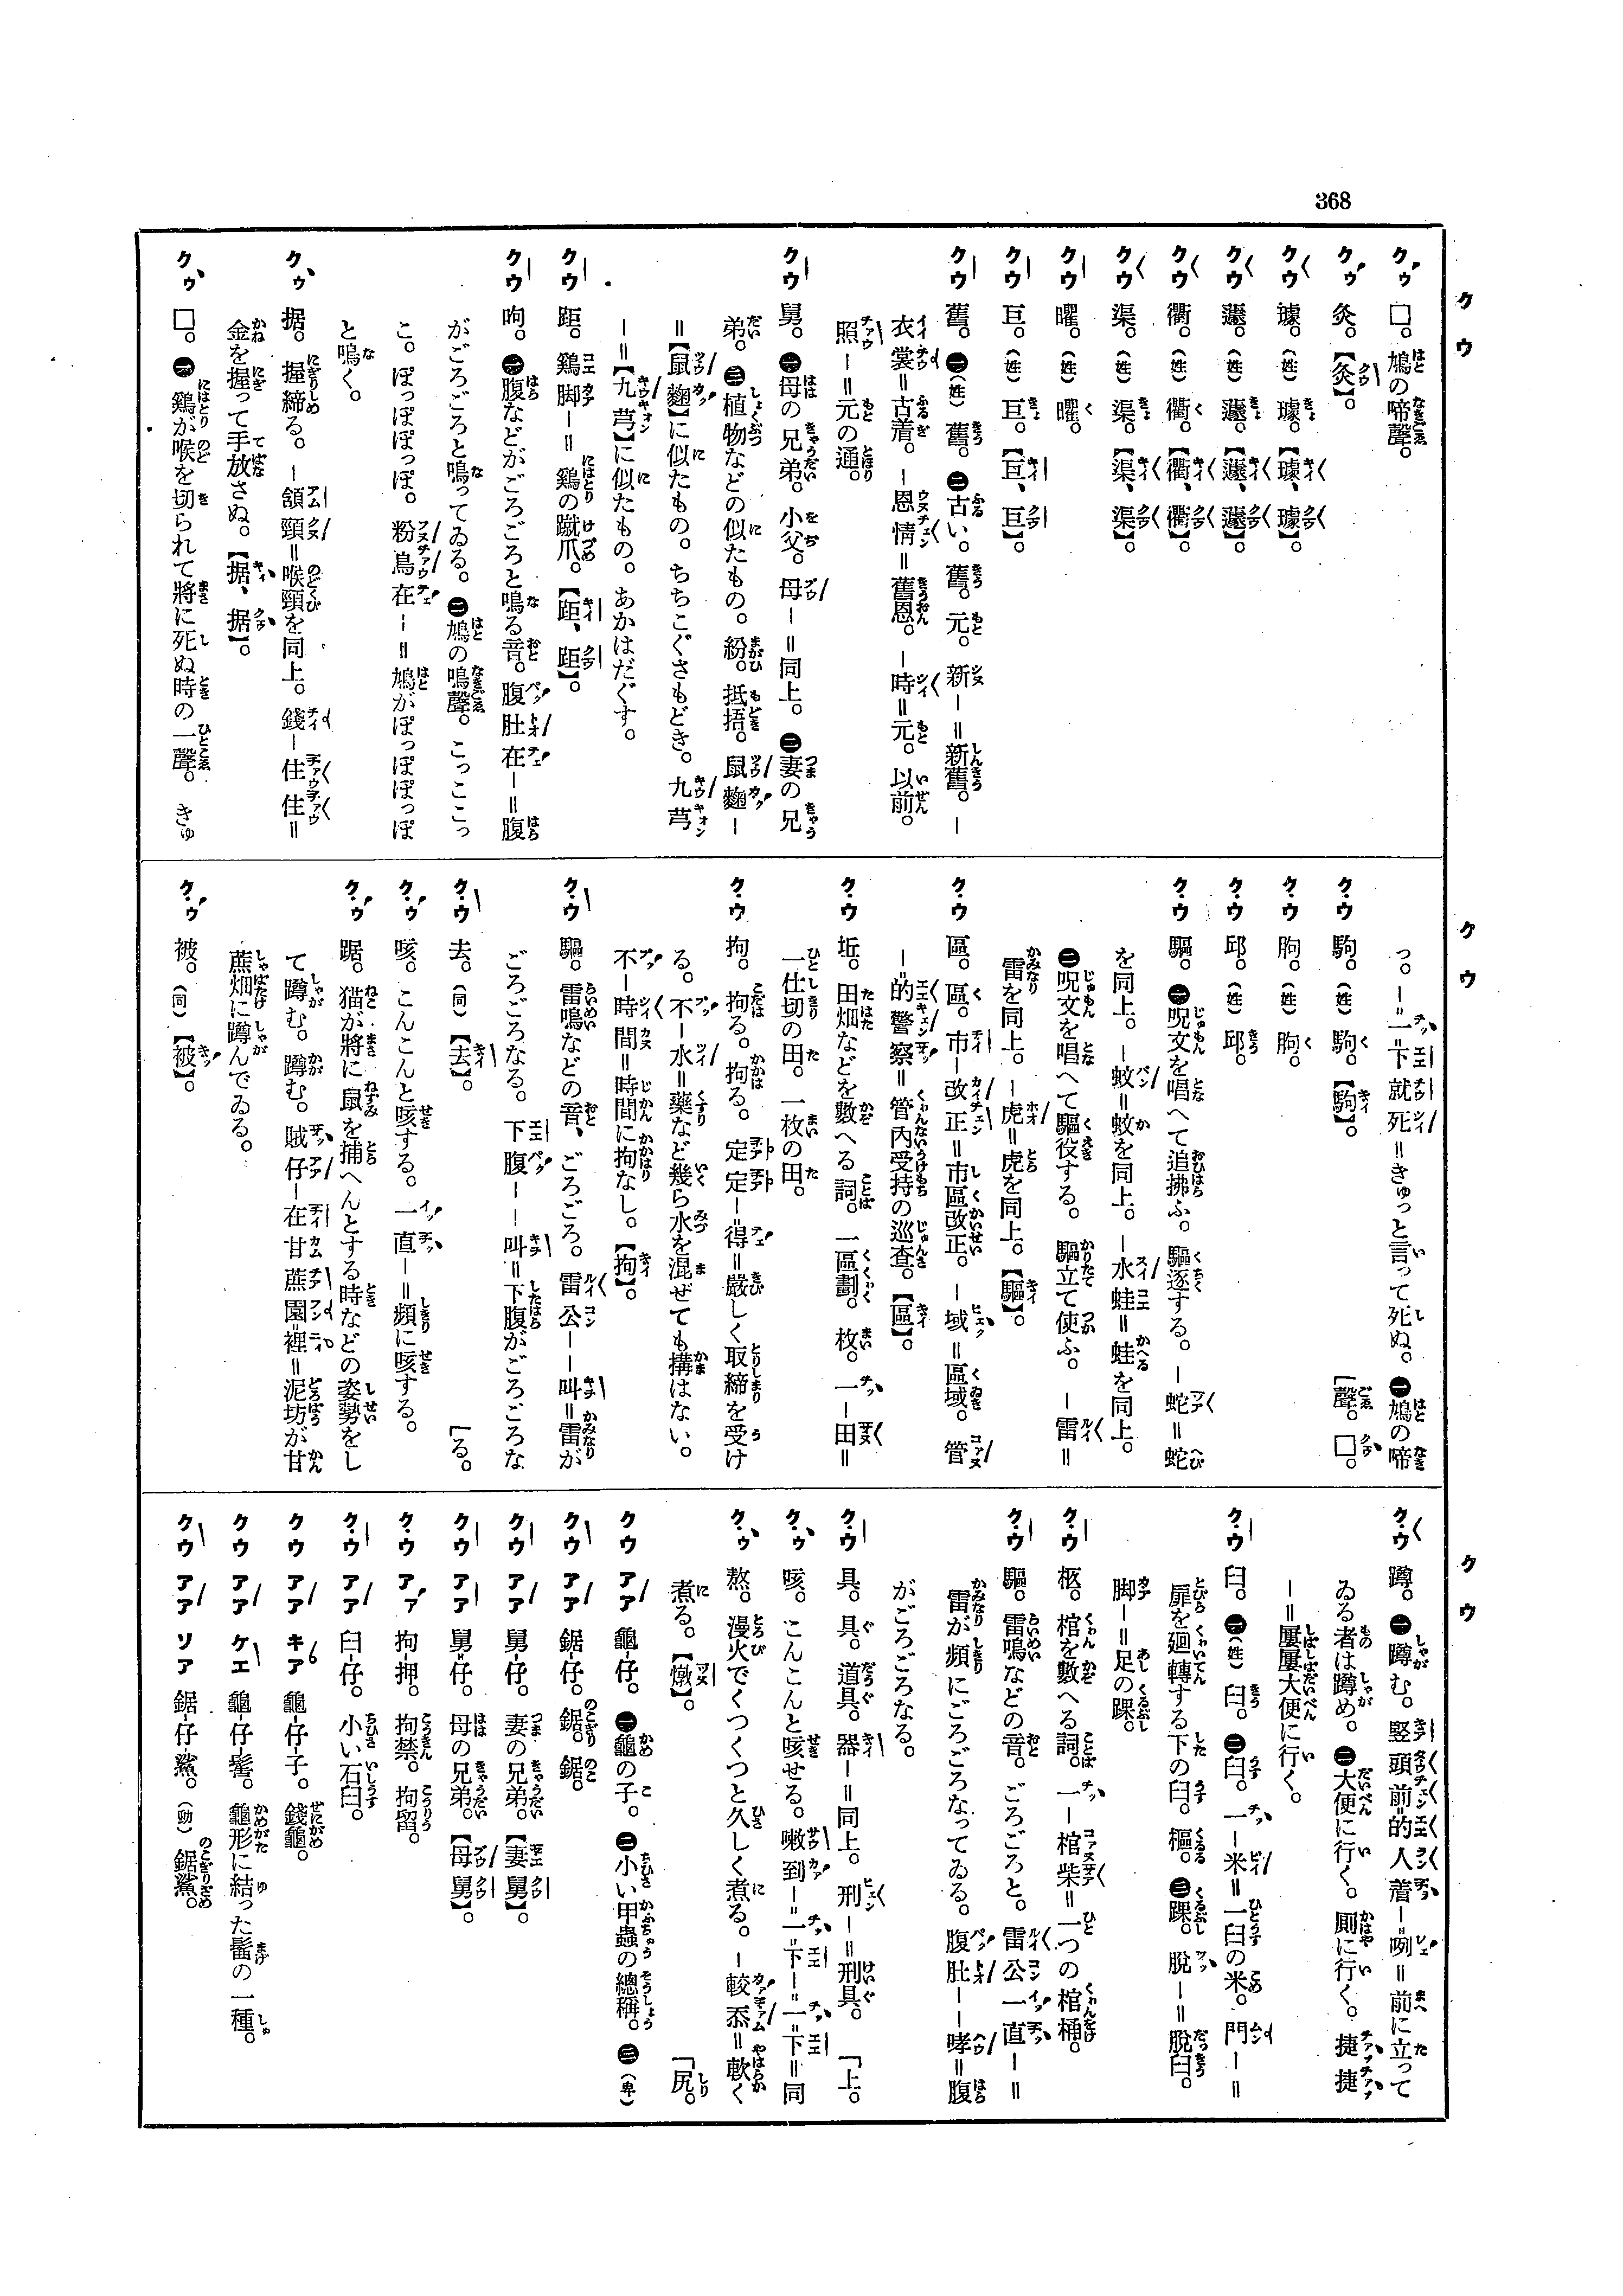 368
クウ
クウ
クウ
クゥ □。鳩の啼聲。
クゥ 灸。【灸】。
クウ 璩。(姓) 璩。【璩、璩】。
クウ 蘧。(姓) 蘧。【蘧、蘧】。
クウ 衢。(姓) 衢。【衢、衢】。
クウ 渠。(姓) 渠。【渠、渠】。
クウ 曜。(姓) 曜。
クウ 巨。(姓) 巨。【巨、巨】。
クウ 舊。㊀(姓) 舊。㊁古い。舊。元。新－＝新舊。－
衣裳＝古着。－恩情＝舊恩。－時＝元。以前。
照－＝元の通。
クウ 舅。㊀母の兄弟。小父。母－＝同上。㊁妻の兄
弟。㊂植物などの似たもの。紛。抵捂。鼠麴－
＝【鼠麴】に似たもの。ちちこぐさもどき。九芎
－＝【九芎】に似たもの。あかはだぐす。
クウ 距。鷄脚－＝鷄の蹴爪。【距、距】。
クウ 呴。㊀腹などがごろごろと鳴る音。腹肚在－＝腹
がごろごろと鳴ってゐる。㊁鳩の鳴聲。こっここっ
こ。ぽっぽぽっぽ。粉鳥在－－＝鳩がぽっぽぽっぽ
と鳴く。
クゥ 据。握締る。－頷頸＝喉頸を同上。錢－住住＝
金を握って手放さぬ。【据、据】。
クゥ □。㊀鷄が喉を切られて將に死ぬ時の一聲。きゅ
っ。－＝一＝下就死＝きゅっと言って死ぬ。㊁鳩の啼
［聲。□。
ク・ウ 駒。(姓) 駒。【駒】。
ク・ウ 朐。(姓) 朐。
ク・ウ 邱。(姓) 邱。
ク・ウ 驅。㊀呪文を唱へて追拂ふ。驅逐する。－蛇＝蛇
を同上。－蚊＝蚊を同上。－水蛙＝蛙を同上。
㊁呪文を唱へて驅役する。驅立て使ふ。－雷＝
雷を同上。－虎＝虎を同上。【驅】。
ク・ウ 區。區。市－改正＝市區改正。－域＝區域。管
－＝的警察＝管內受持の巡査。【區】。
ク・ウ 坵。田畑などを數へる詞。一區劃。枚。一－田＝
一仕切の田。一枚の田。
ク・ウ 拘。拘る。拘る。定定－＝得＝嚴しく取締を受け
る。不－水＝藥など幾ら水を混ぜても搆はない。
不－時間＝時間に拘なし。【拘】。
ク・ウ 驅。雷鳴などの音、ごろごろ。雷公－－叫＝雷が
ごろごろなる。下腹－－叫＝下腹がごろごろな
［る。
ク・ウ 去。(同)【去】。
ク・ゥ 咳。こんこんと咳する。一直－＝頻に咳する。
ク・ゥ 踞。猫が將に鼠を捕へんとする時などの姿勢をし
て蹲む。蹲む。賊仔－在甘蔗園＝裡＝泥坊が甘
蔗畑に蹲んでゐる。
ク・ゥ 被。(同)【被】。
ク・ウ 蹲。㊀蹲む。竪頭前＝的人着－＝咧＝前に立って
ゐる者は蹲め。㊁大便に行く。厠に行く。捷捷
－＝屢屢大便に行く。
ク・ウ 臼。㊀(姓) 臼。㊁臼。一－米＝一臼の米。門－＝
扉を廻轉する下の臼。樞。㊂踝。脫－＝脫臼。
脚－＝足の踝。
ク・ウ 柩。棺を數へる詞。一－棺柴＝一つの棺桶。
ク・ウ 驅。雷鳴などの音。ごろごろと。雷公一直－＝
雷が頻にごろごろなってゐる。腹肚－－哮＝腹
がごろごろなる。
ク・ウ 具。具。道具。器－＝同上。刑－＝刑具。
ク・ゥ 咳。こんこんと咳せる。嗽到－＝一＝下－＝一＝下＝同
［上。
ク・ゥ 熬。漫火でくつくつと久しく煮る。－較忝＝軟く
煮る。【燉】。
クウ アァ 龜-仔。㊀龜の子。㊁小い甲蟲の總稱。㊂(卑)
［尻。
クウ アァ 鋸-仔。鋸。鋸。
クウ アァ 舅-仔。妻の兄弟。【妻舅】。
クウ アァ 舅＝仔。母の兄弟。【母舅】。
ク・ウ アァ 拘-押。拘禁。拘留。
ク・ウ アァ 臼-仔。小い石臼。
クウ アァ キア 龜-仔-子。錢龜。
クウ アァ ケエ 龜-仔-髻。龜形に結った髷の一種。
クウ アァ ソア 鋸-仔-鯊。(動) 鋸鯊。